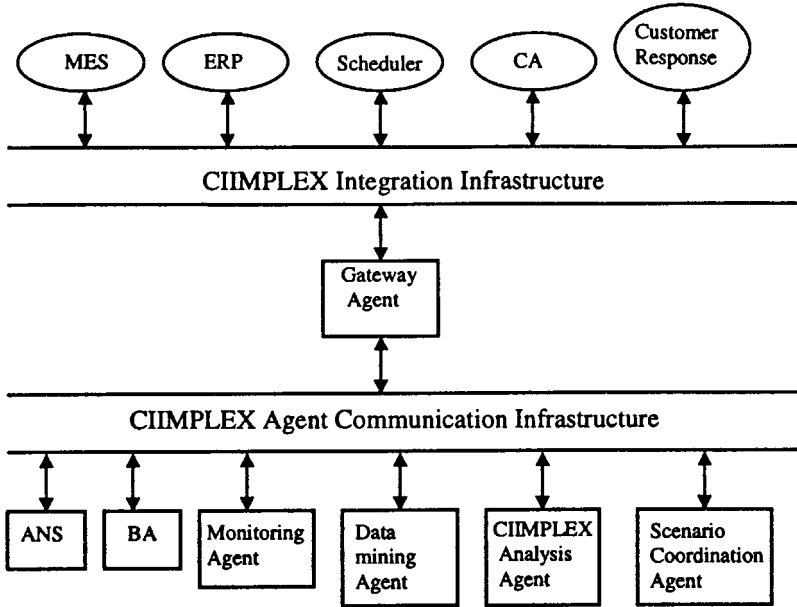 MES
ERP
Scheduler
CA
Customer
Response
CIIMPLEX Integration Infrastructure
Gateway
Agent
CIIMPLEX Agent Communication Infrastructure
ANS
BA
Monitoring
Agent
Data
mining
Agent
CIIMPLEX
Analysis
Agent
Scenario
Coordination
Agent